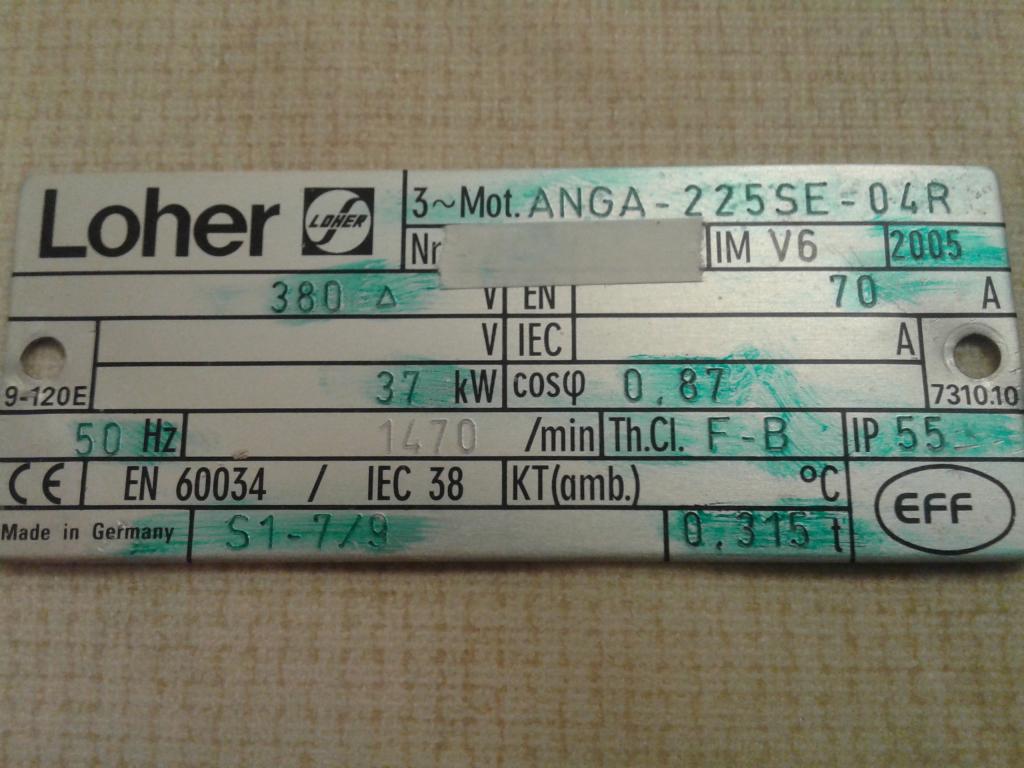 Loher LOHER 3~Mot. ANGA-225SE-04R
Nr IM V6 2005
380 △ V EN 70 A
V IEC A
9-120E 37 kW cosφ 0,87 7310.10
50 Hz 1470 /min Th.Cl. F-B IP 55
CE EN 60034 / IEC 38 KT(amb.) °C EFF
Made in Germany S1-7/9 0,315 t